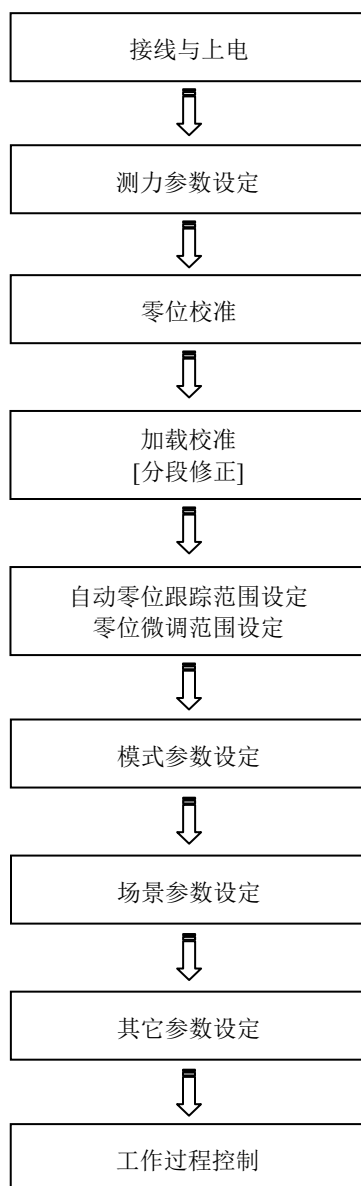 接线与上电
测力参数设定
零位校准
加载校准
[分段修正]
自动零位跟踪范围设定
零位微调范围设定
模式参数设定
场景参数设定
其它参数设定
工作过程控制